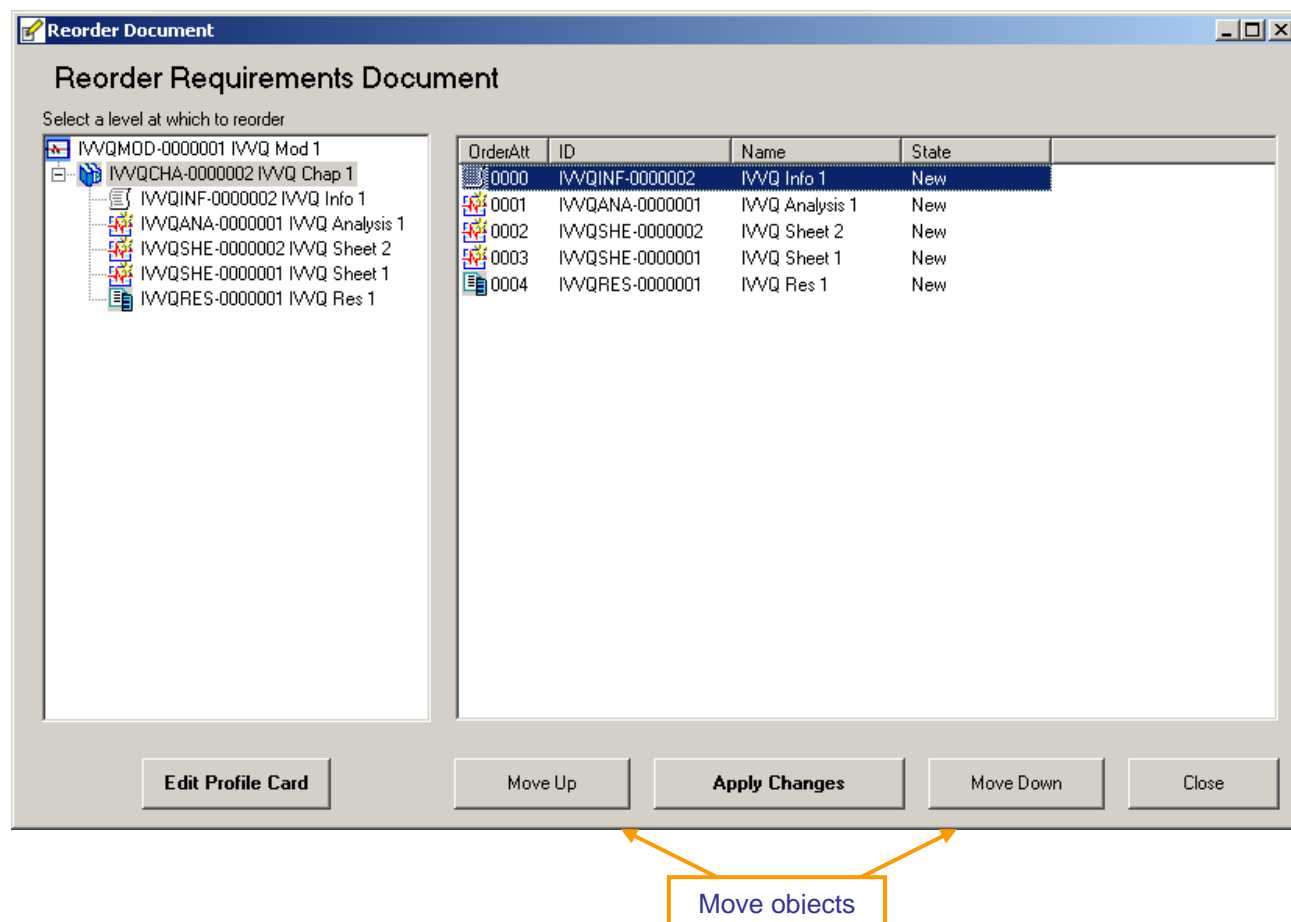 Reorder Document
Reorder Requirements Document
Select a level at which to reorder
IVVQMOD-0000001 IVVQ Mod 1
IVVQCHA-0000002 IVVQ Chap 1
IVVQINF-0000002 IVVQ Info 1
IVVQANA-0000001 IVVQ Analysis 1
IVVQSHE-0000002 IVVQ Sheet 2
IVVQSHE-0000001 IVVQ Sheet 1
IVVQRES-0000001 IVVQ Res 1
OrderAtt ID Name State
0000 IVVQINF-0000002 IVVQ Info 1 New
0001 IVVQANA-0000001 IVVQ Analysis 1 New
0002 IVVQSHE-0000002 IVVQ Sheet 2 New
0003 IVVQSHE-0000001 IVVQ Sheet 1 New
0004 IVVQRES-0000001 IVVQ Res 1 New
Edit Profile Card Move Up Apply Changes Move Down Close
Move objects